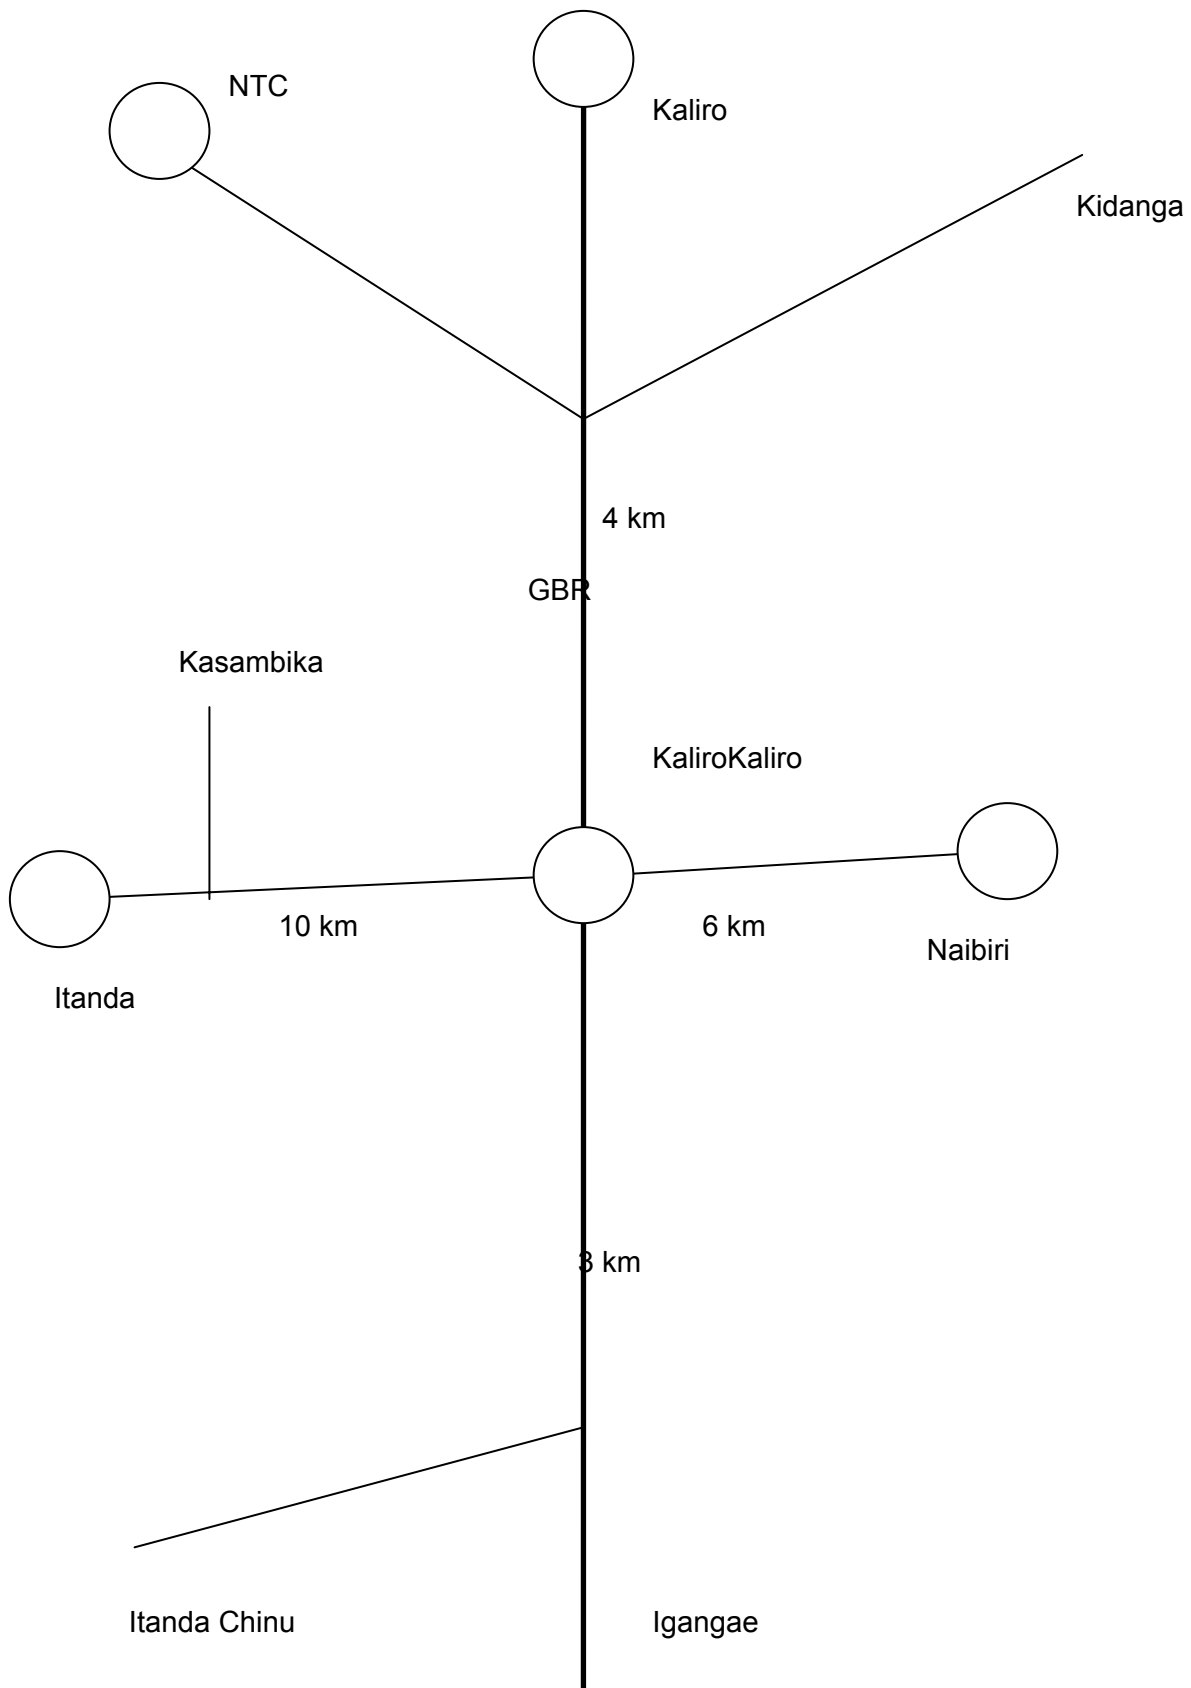 NTC
Kaliro
Kidanga
4 km
GBR
Kasambika
KaliroKaliro
10 km
6 km
Naibiri
Itanda
3 km
Itanda Chinu
Igangae